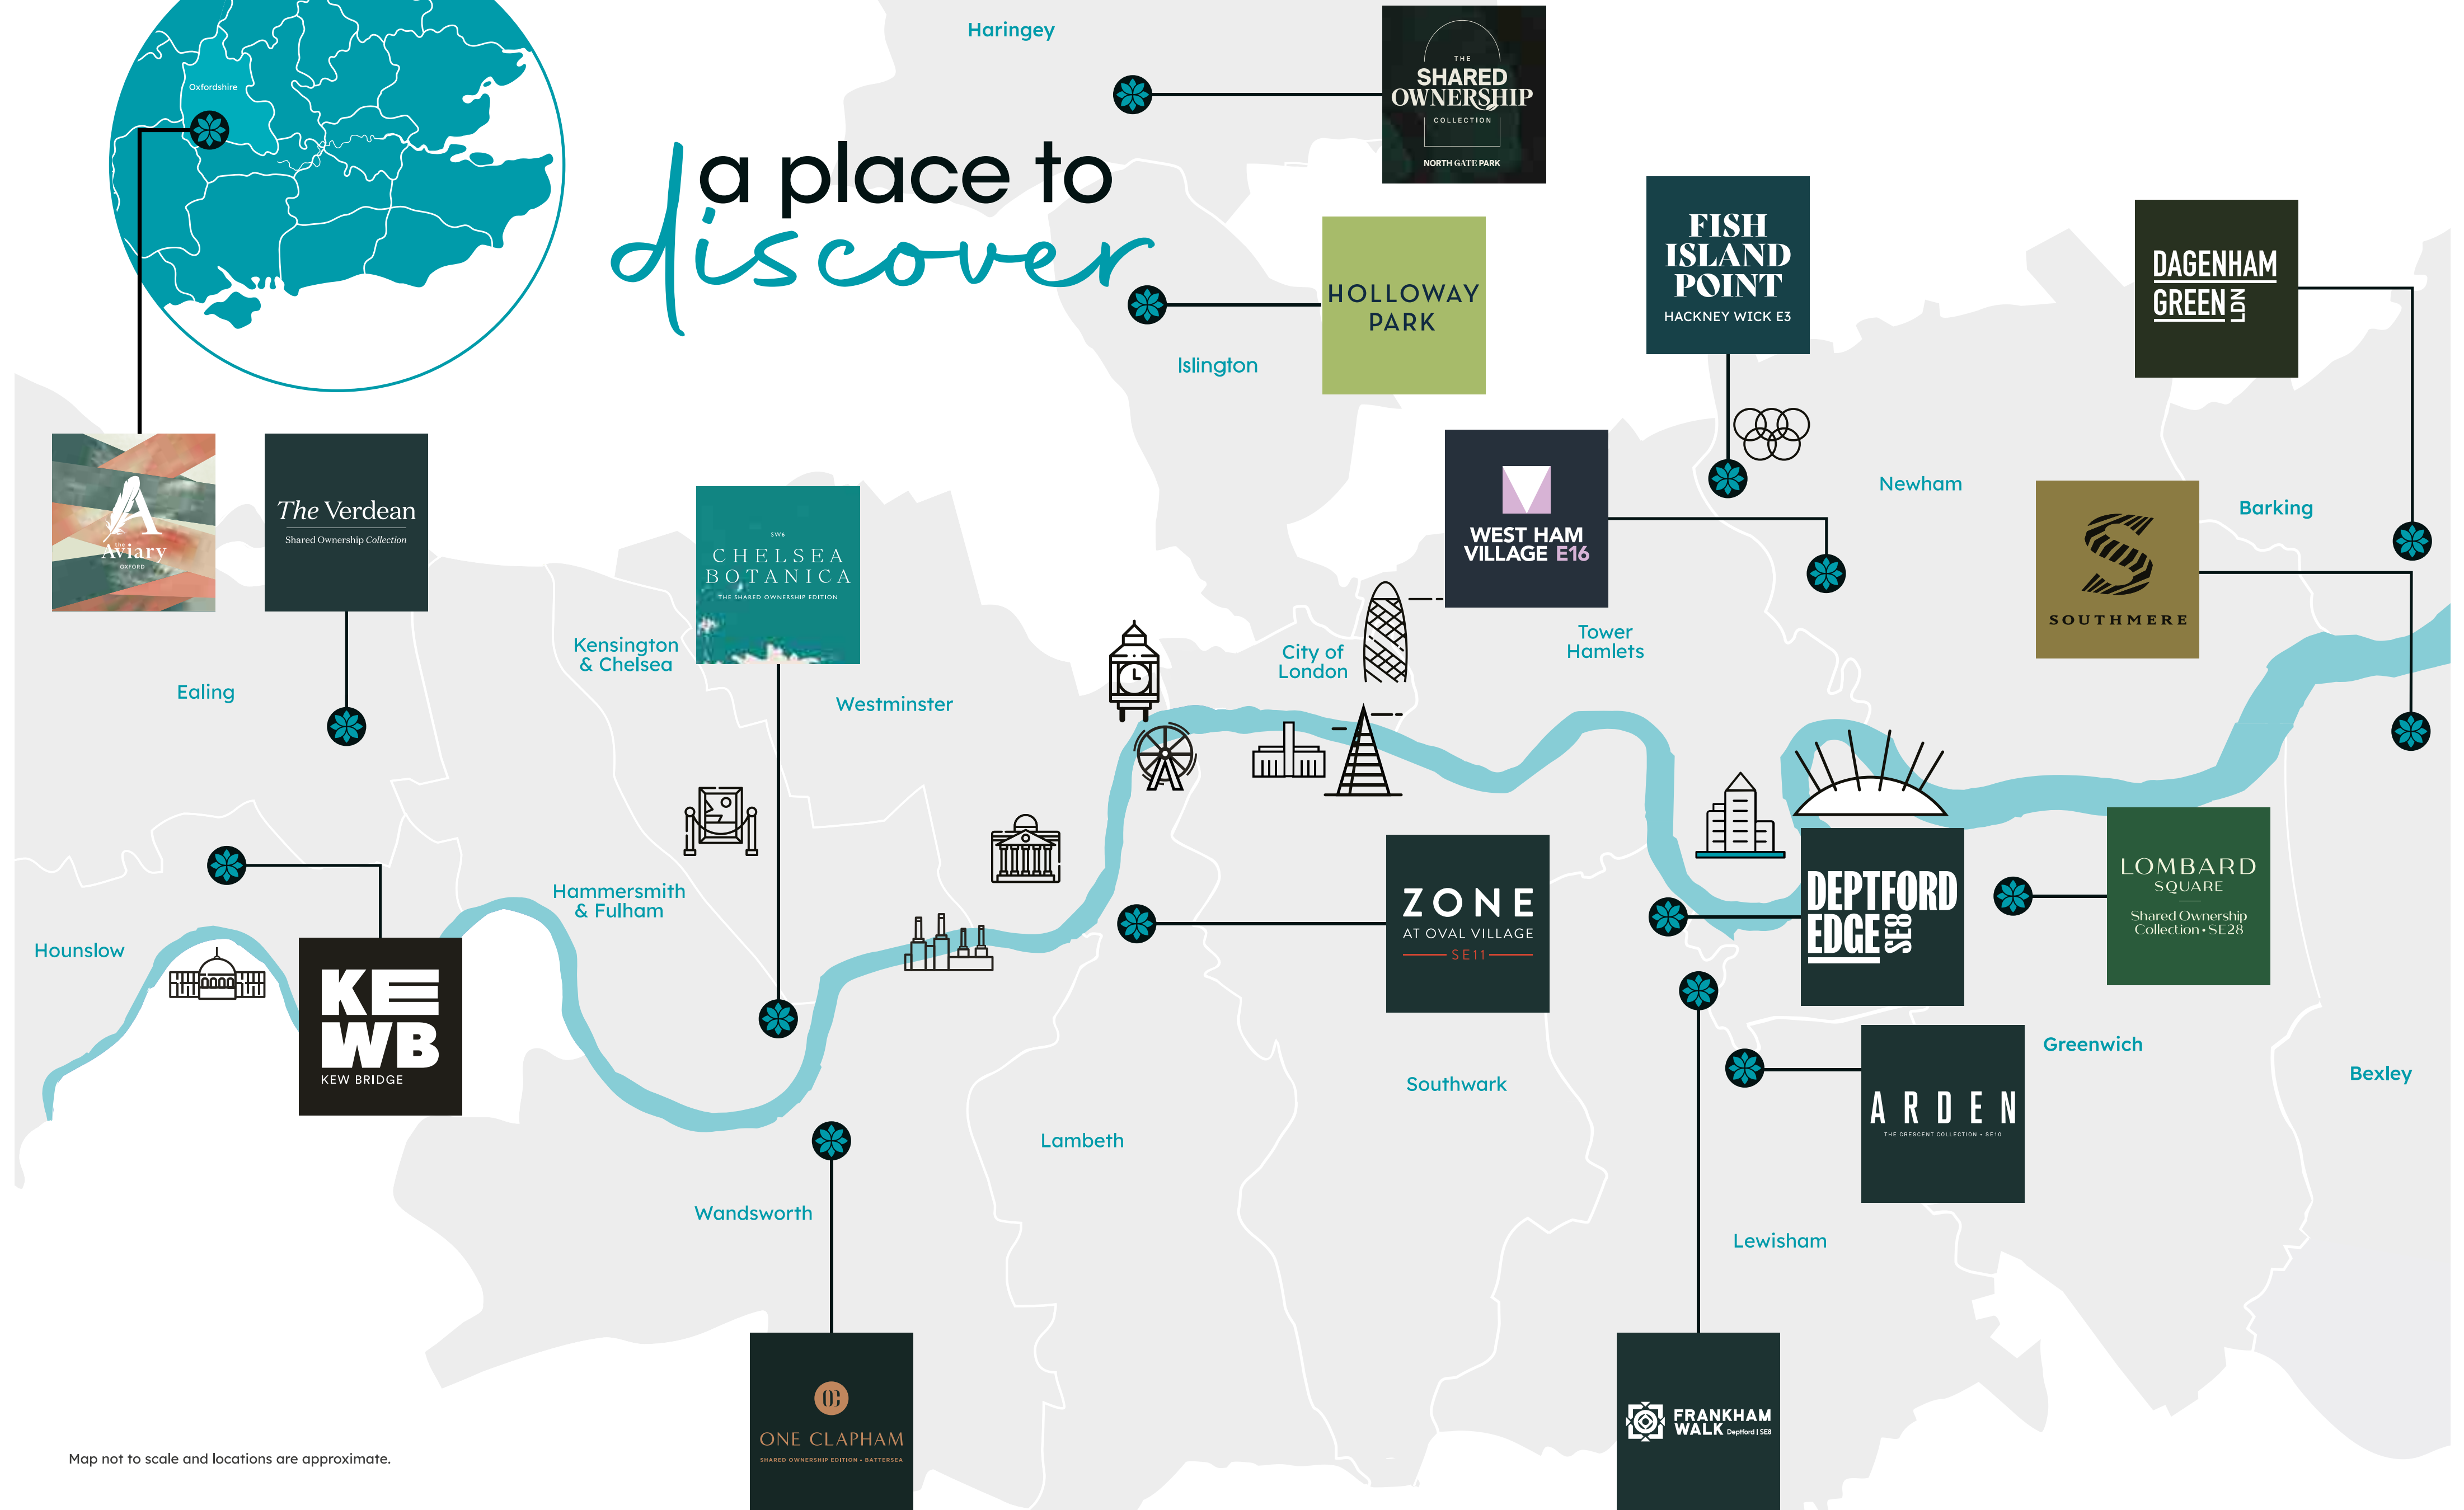 Haringey
THE
SHARED
OWNERSHIP
COLLECTION
NORTH GATE PARK
Oxfordshire
a place to
discover
HOLLOWAY
PARK
Islington
FISH
ISLAND
POINT
HACKNEY WICK E3
DAGENHAM
GREEN LDN
A
the
Aviary
OXFORD
The Verdean
Shared Ownership Collection
SW6
CHELSEA
BOTANICA
THE SHARED OWNERSHIP EDITION
WEST HAM
VILLAGE E16
Newham
S
SOUTHMERE
Barking
Ealing
Kensington
& Chelsea
Westminster
City of
London
Tower
Hamlets
Hammersmith
& Fulham
Hounslow
KE
WB
KEW BRIDGE
ZONE
AT OVAL VILLAGE
SE11
DEPTFORD
EDGE SE8
LOMBARD
SQUARE
Shared Ownership
Collection • SE28
Greenwich
Bexley
Southwark
ARDEN
THE CRESCENT COLLECTION • SE10
Lambeth
Wandsworth
Lewisham
OC
ONE CLAPHAM
SHARED OWNERSHIP EDITION • BATTERSEA
FRANKHAM
WALK Deptford | SE8
Map not to scale and locations are approximate.